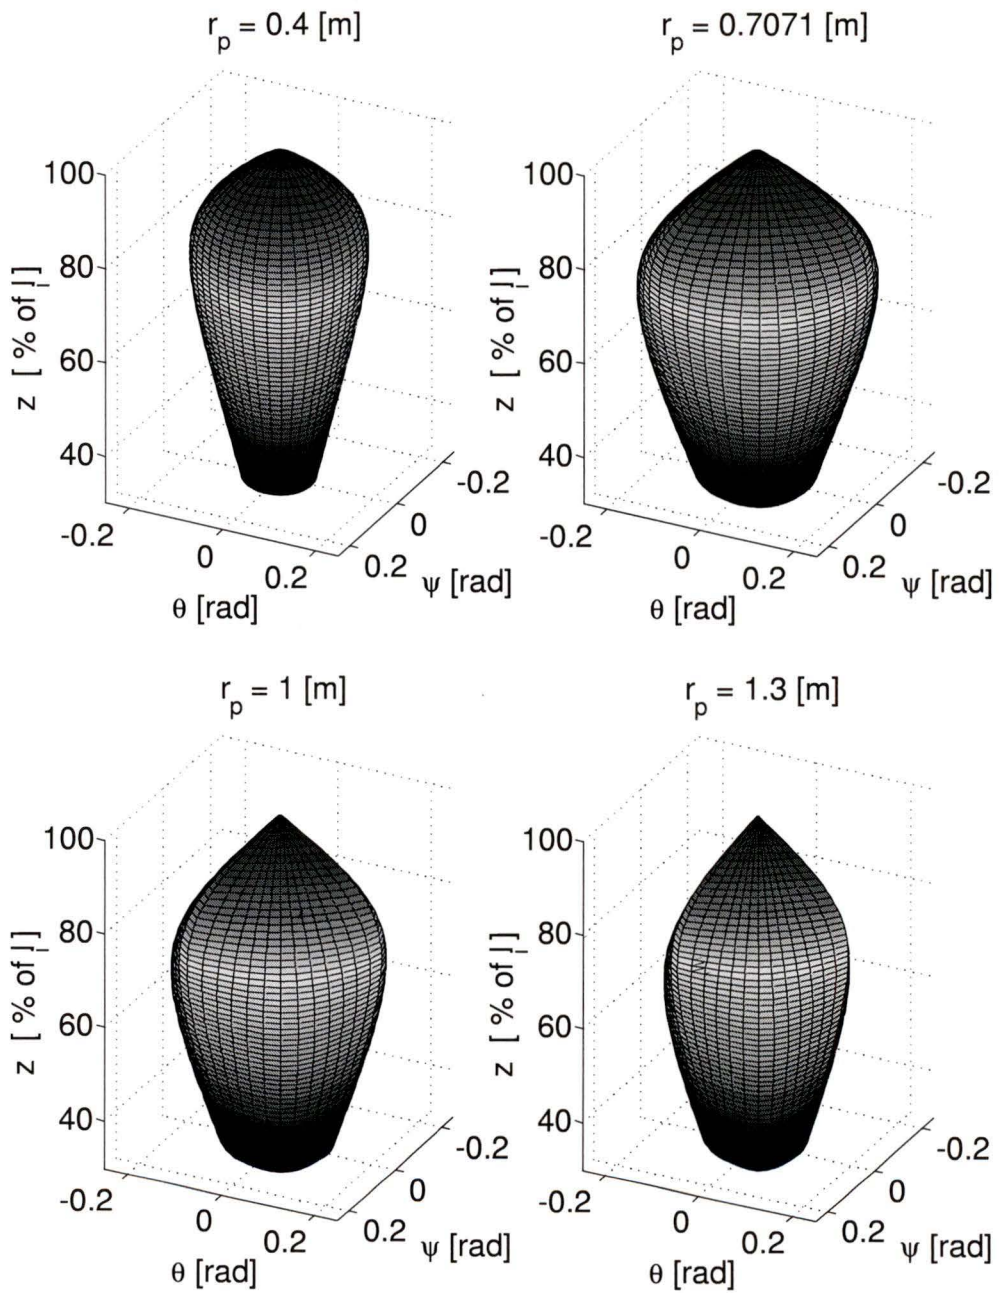 r_p = 0.4 [m]
100
80
60
40
z [ % of J_i]
-0.2
0
0.2
θ [rad]
-0.2
0
0.2
ψ [rad]
r_p = 0.7071 [m]
100
80
60
40
z [ % of J_i]
-0.2
0
0.2
θ [rad]
-0.2
0
0.2
ψ [rad]
r_p = 1 [m]
100
80
60
40
z [ % of J_i]
-0.2
0
0.2
θ [rad]
-0.2
0
0.2
ψ [rad]
r_p = 1.3 [m]
100
80
60
40
z [ % of J_i]
-0.2
0
0.2
θ [rad]
-0.2
0
0.2
ψ [rad]